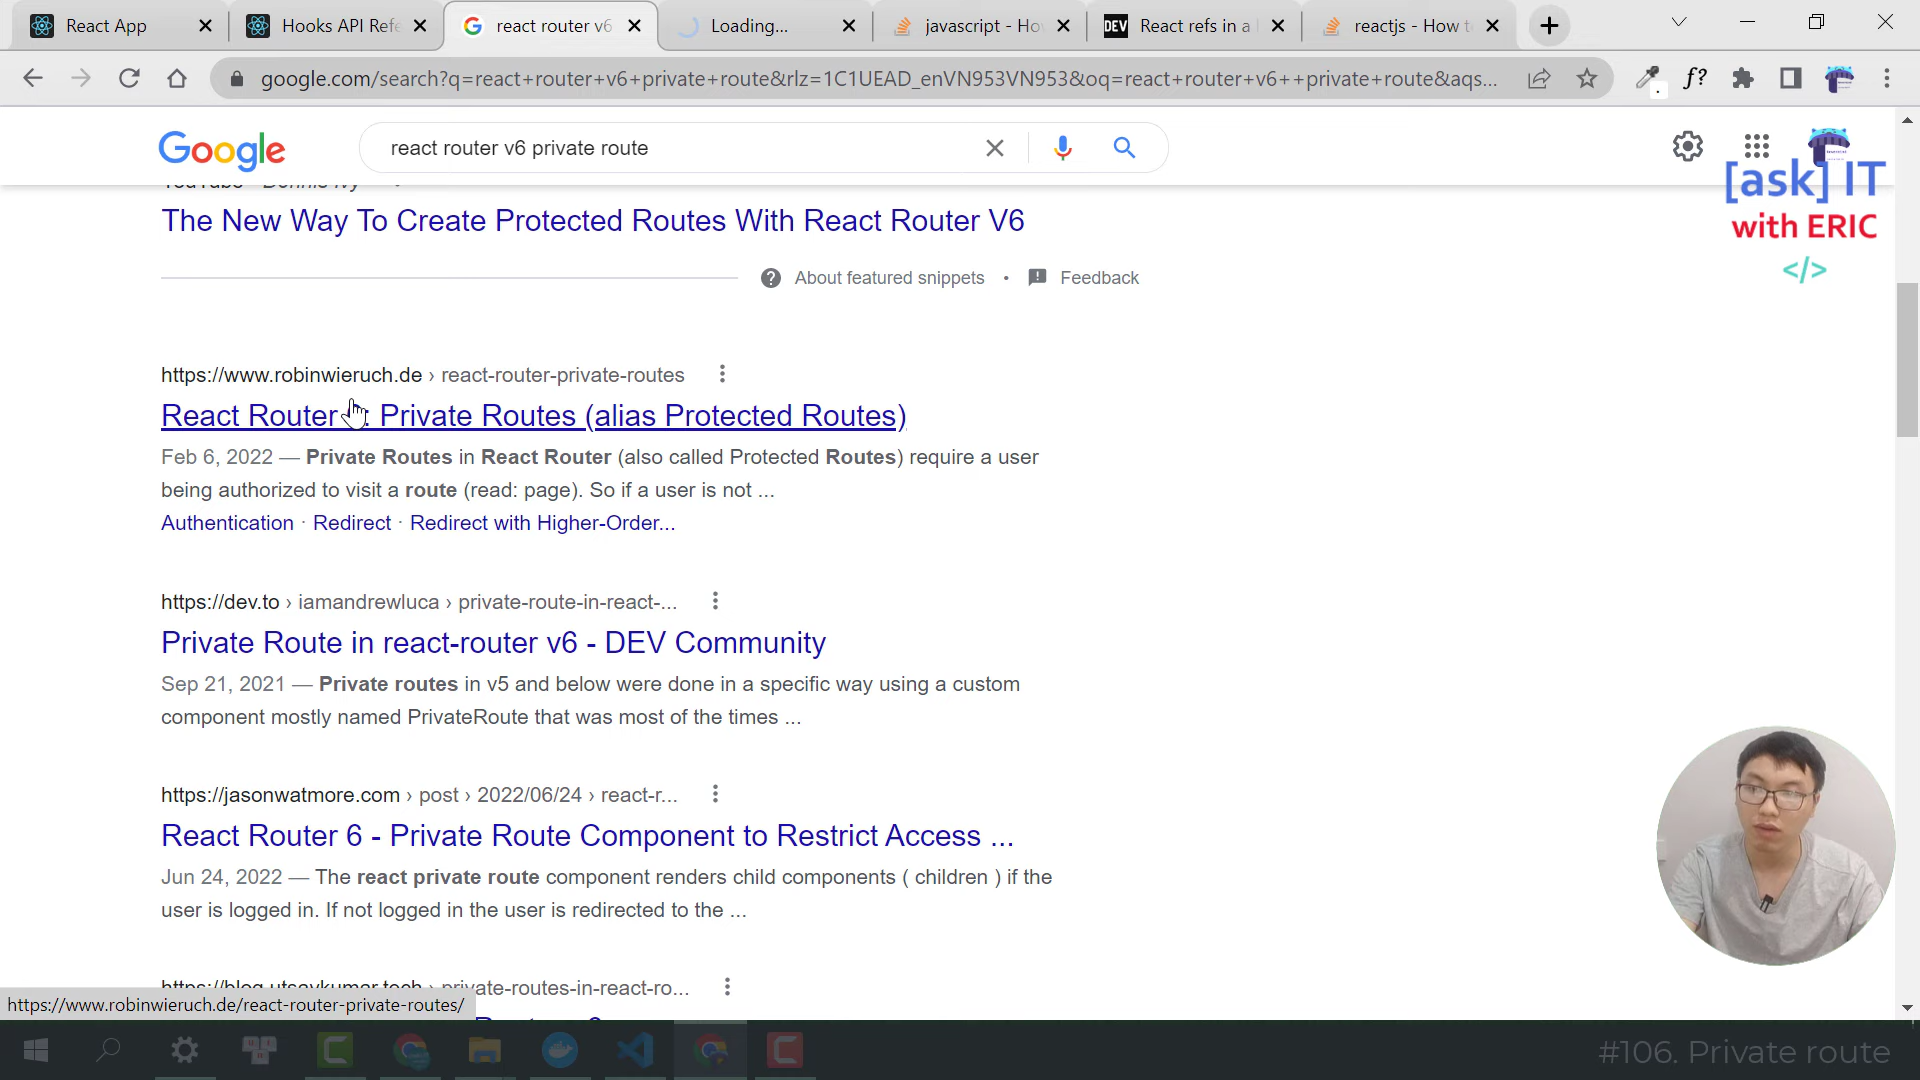 React App
Hooks API Refe
react router v6
Loading...
javascript - Ho
DEV
React refs in a
reactjs - How t
google.com/search?q=react+router+v6+private+route&rlz=1C1UEAD_enVN953VN953&oq=react+router+v6++private+route&aqs...
f?
Google
react router v6 private route
[ask] IT
with ERIC
</>
The New Way To Create Protected Routes With React Router V6
About featured snippets • Feedback
https://www.robinwieruch.de › react-router-private-routes
React Router : Private Routes (alias Protected Routes)
Feb 6, 2022 — Private Routes in React Router (also called Protected Routes) require a user
being authorized to visit a route (read: page). So if a user is not ...
Authentication · Redirect · Redirect with Higher-Order...
https://dev.to › iamandrewluca › private-route-in-react-...
Private Route in react-router v6 - DEV Community
Sep 21, 2021 — Private routes in v5 and below were done in a specific way using a custom
component mostly named PrivateRoute that was most of the times ...
https://jasonwatmore.com › post › 2022/06/24 › react-r...
React Router 6 - Private Route Component to Restrict Access ...
Jun 24, 2022 — The react private route component renders child components ( children ) if the
user is logged in. If not logged in the user is redirected to the ...
private-routes-in-react-ro...
https://www.robinwieruch.de/react-router-private-routes/
#106. Private route